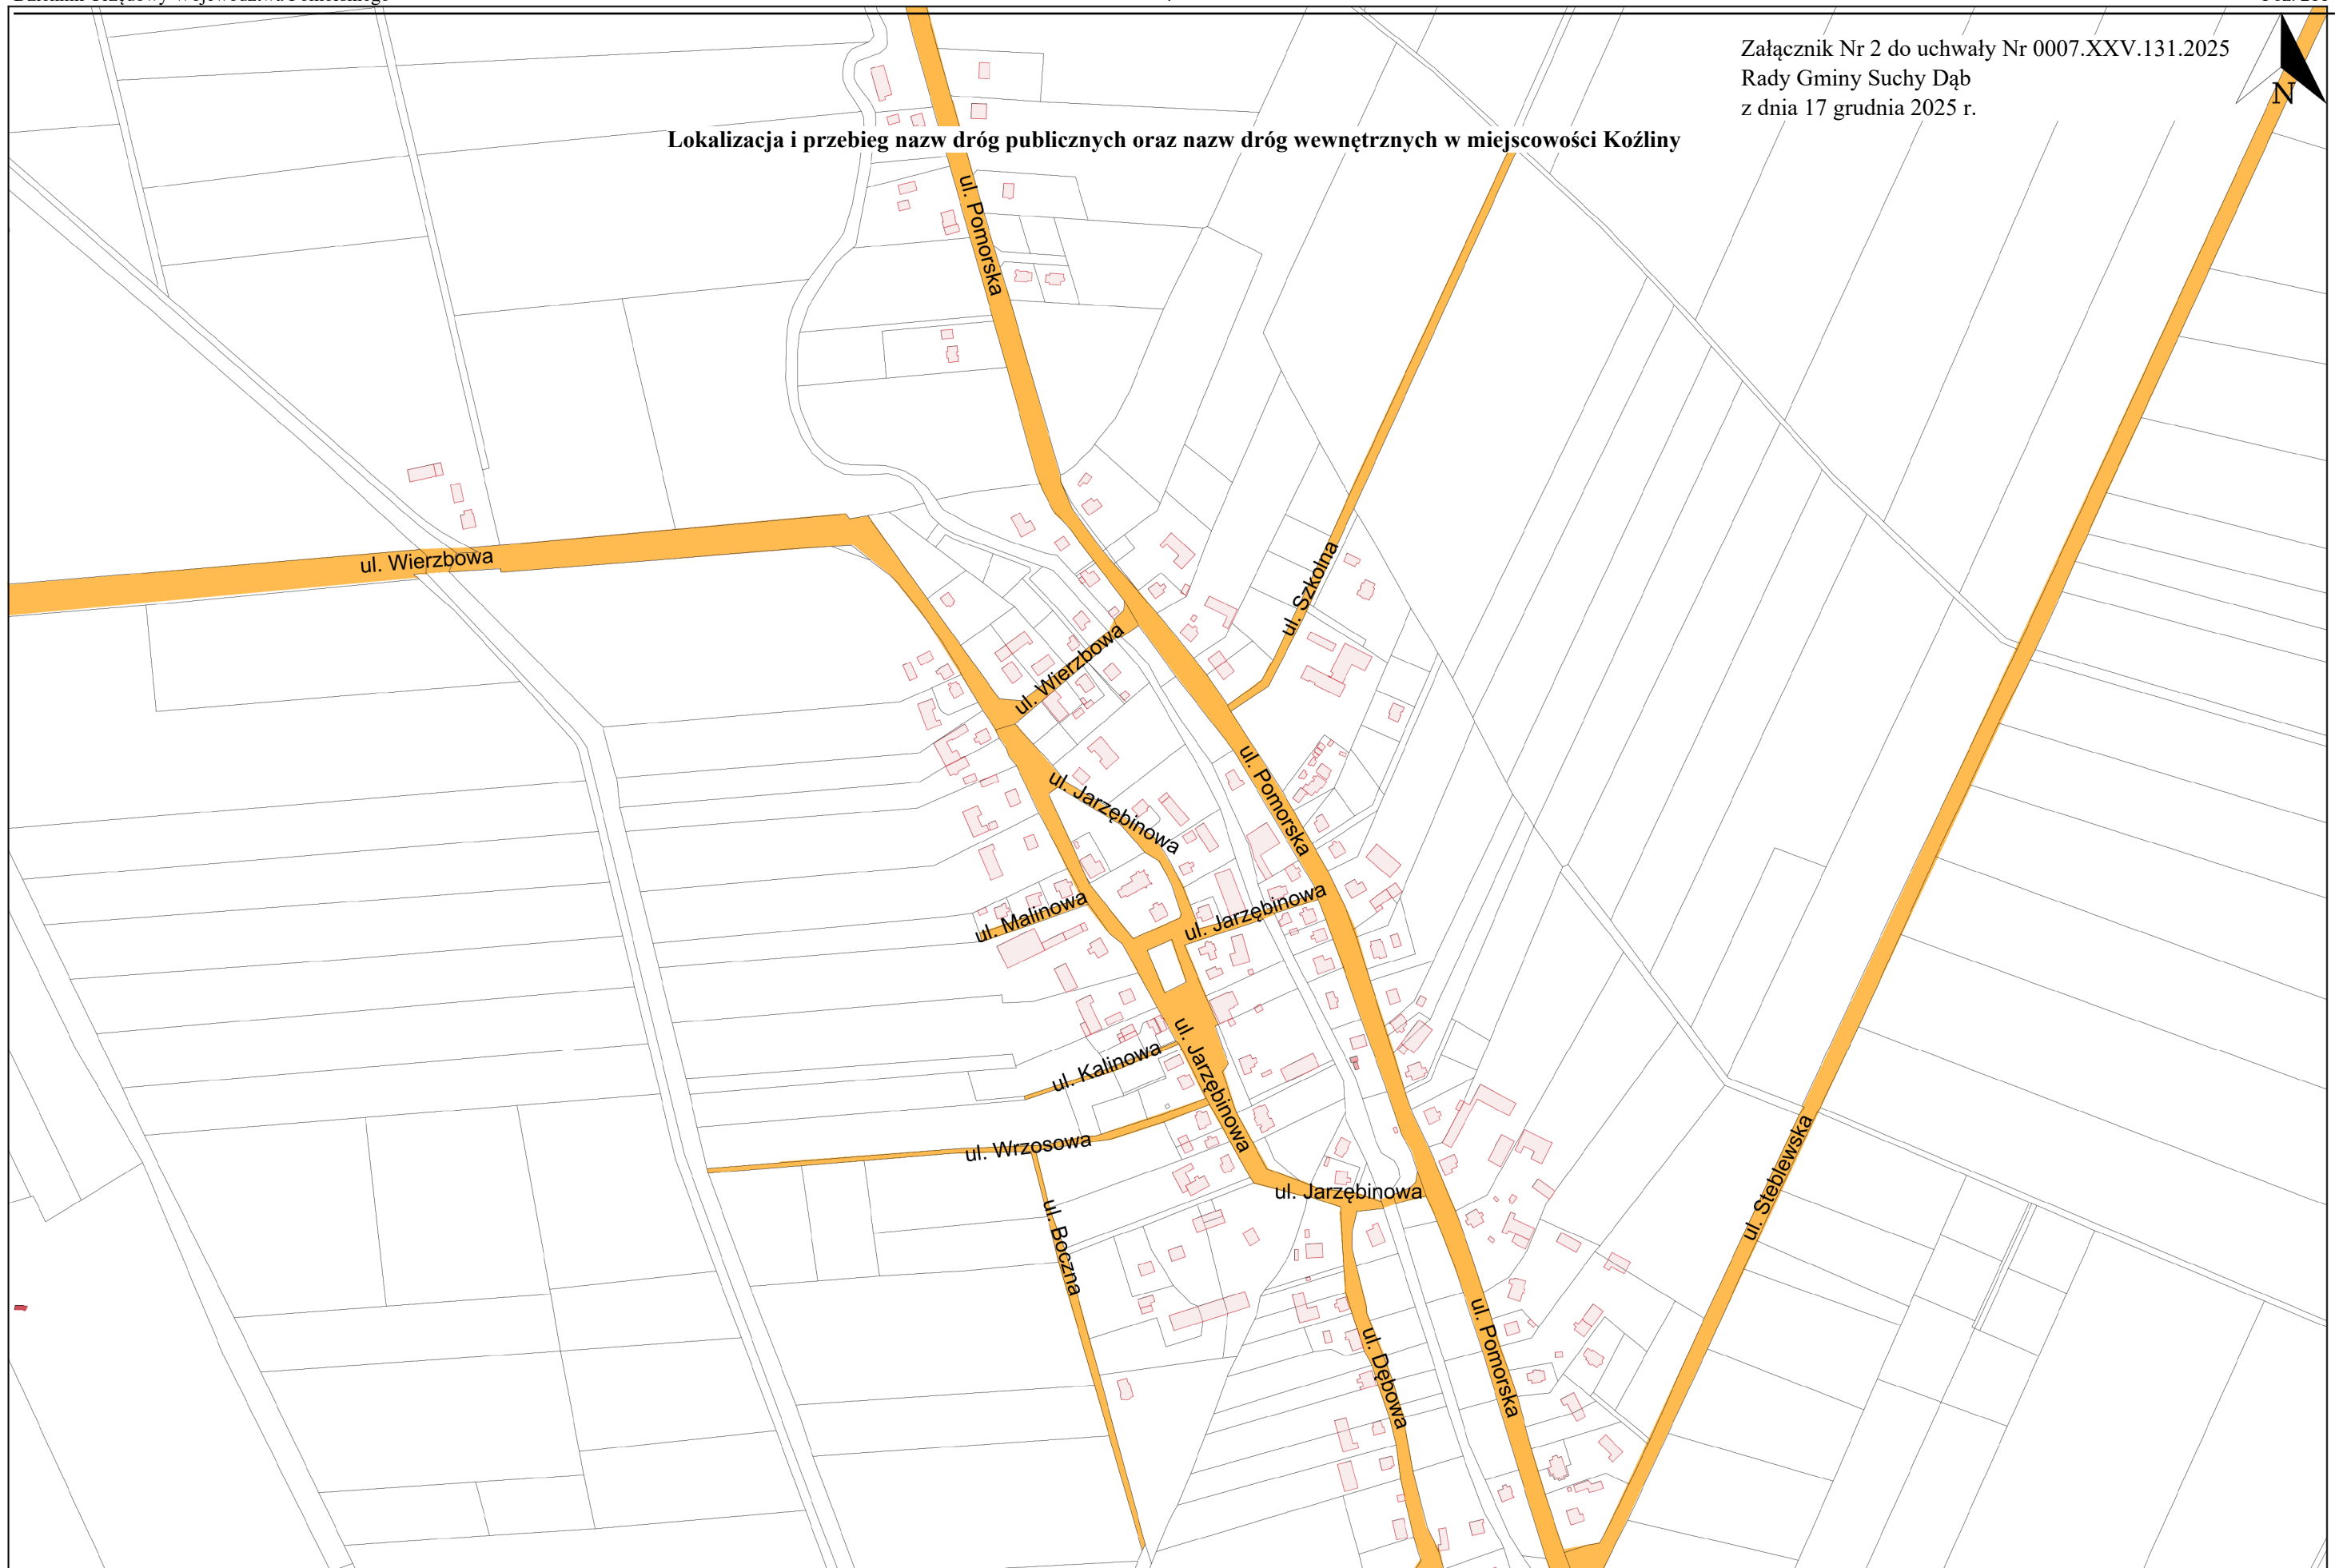 Załącznik Nr 2 do uchwały Nr 0007.XXV.131.2025
Rady Gminy Suchy Dąb
z dnia 17 grudnia 2025 r.
N
Lokalizacja i przebieg nazw dróg publicznych oraz nazw dróg wewnętrznych w miejscowości Koźliny
ul. Pomorska
ul. Wierzbowa
ul. Szkolna
ul. Wierzbowa
ul. Pomorska
ul. Jarzębinowa
ul. Malinowa
ul. Jarzębinowa
ul. Jarzębinowa
ul. Kalinowa
ul. Wrzosowa
ul. Jarzębinowa
ul. Steblewska
ul. Boczna
ul. Dębowa
ul. Pomorska